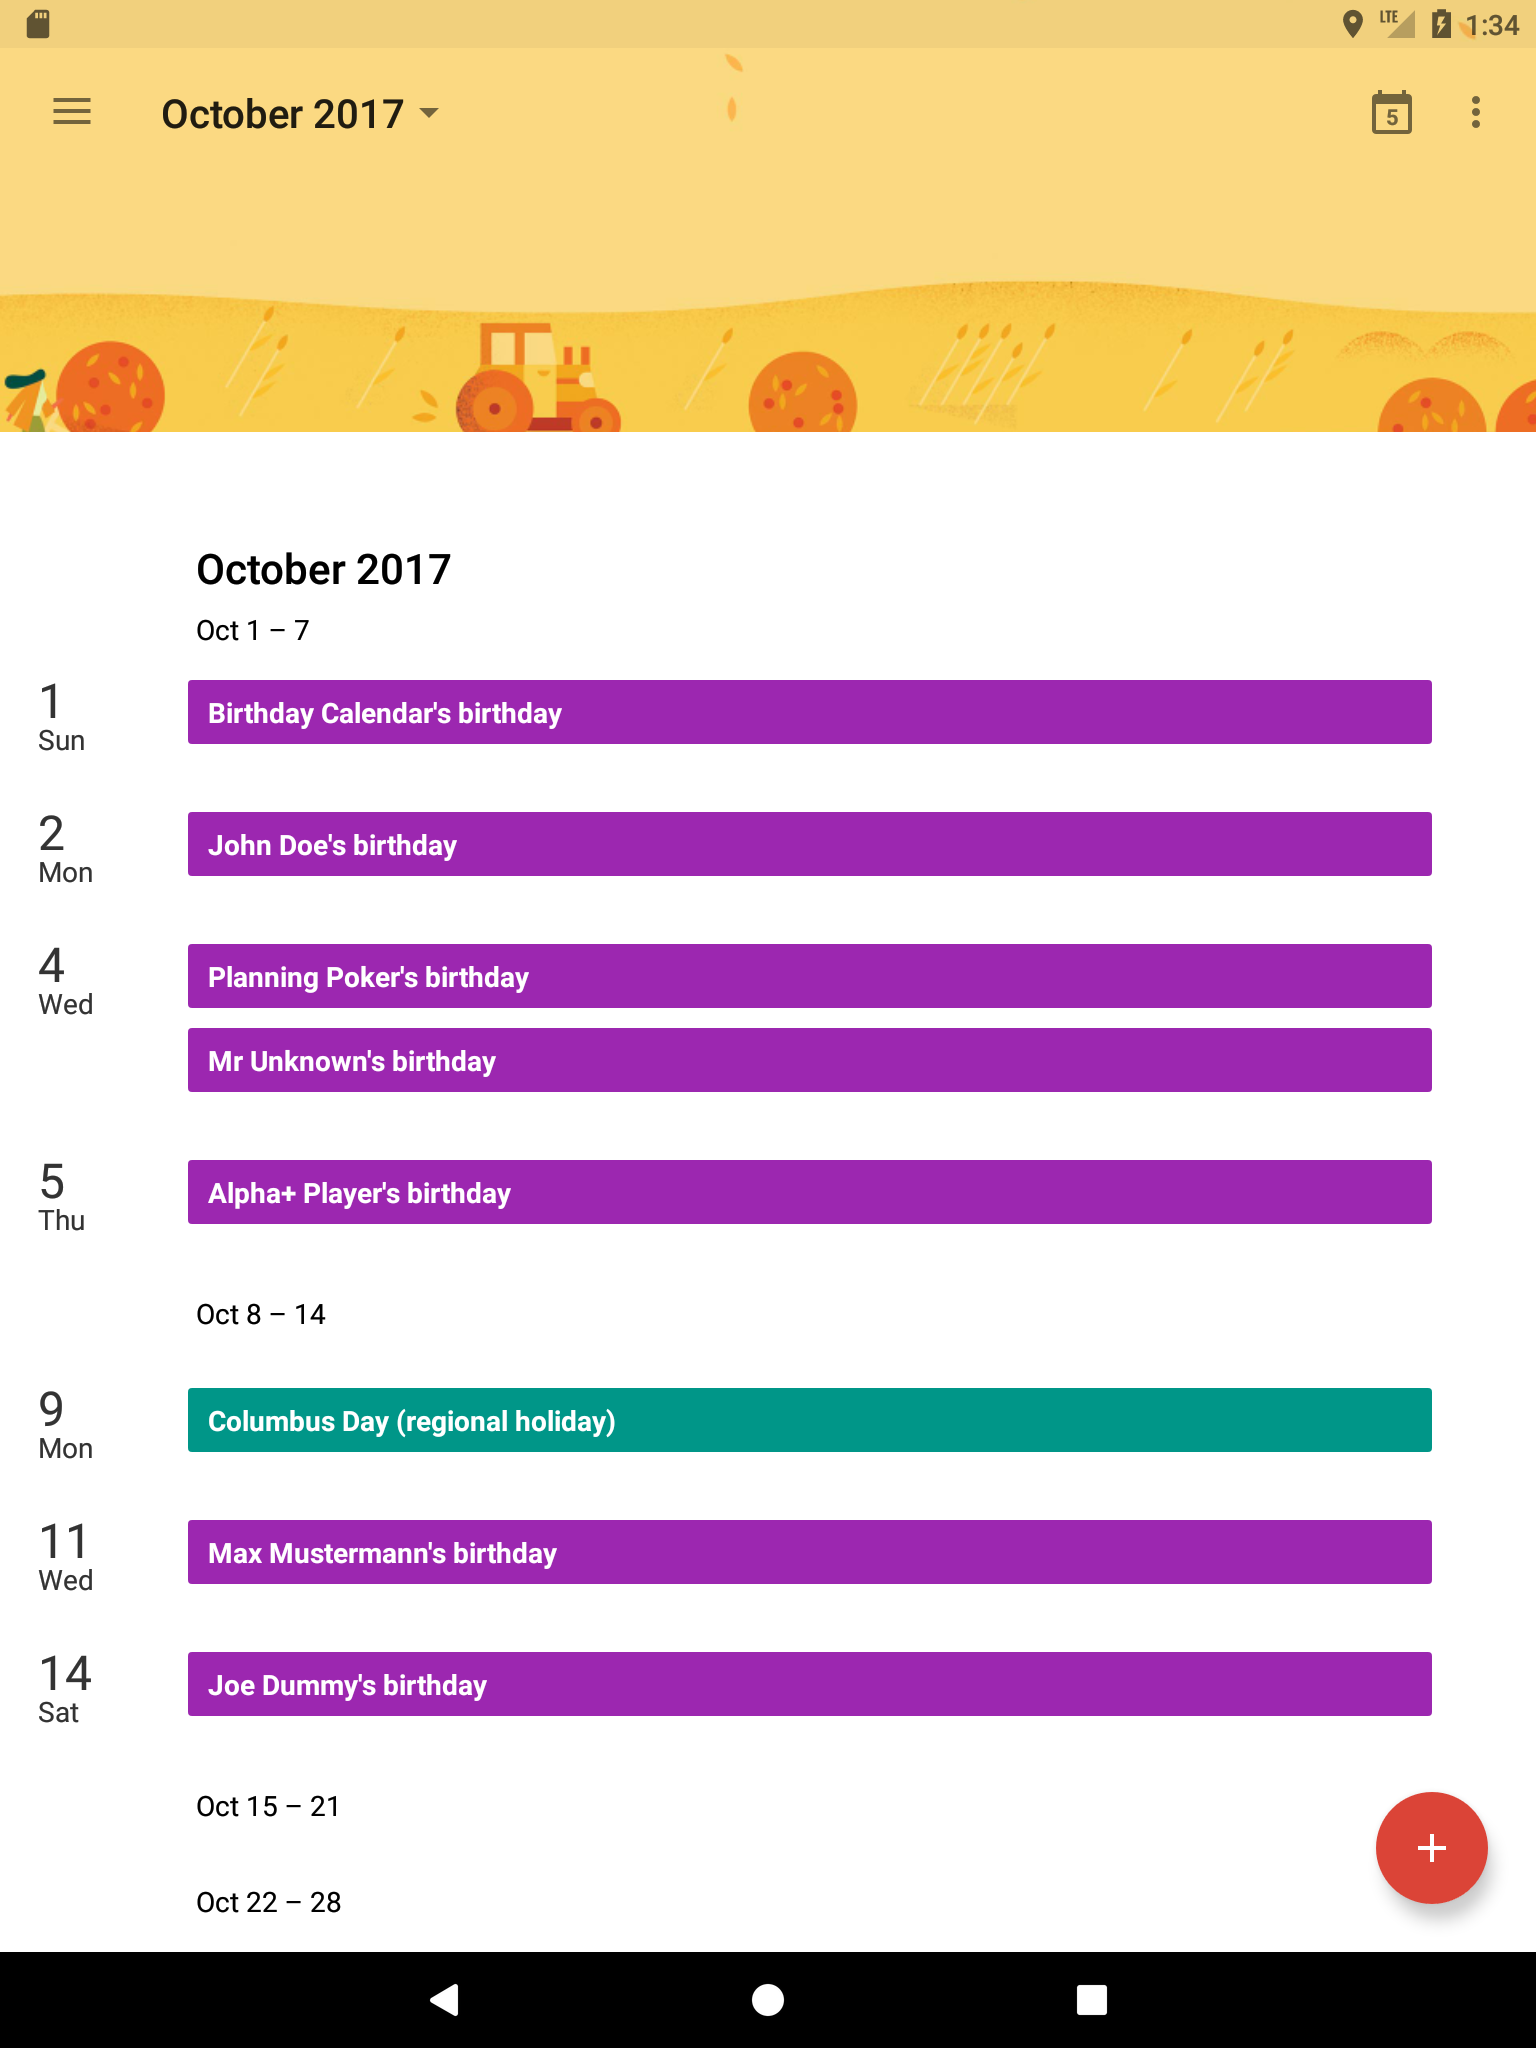 LTE
1:34
October 2017
5
October 2017
Oct 1 – 7
1
Sun
Birthday Calendar's birthday
2
Mon
John Doe's birthday
4
Wed
Planning Poker's birthday
Mr Unknown's birthday
5
Thu
Alpha+ Player's birthday
Oct 8 – 14
9
Mon
Columbus Day (regional holiday)
11
Wed
Max Mustermann's birthday
14
Sat
Joe Dummy's birthday
Oct 15 – 21
Oct 22 – 28